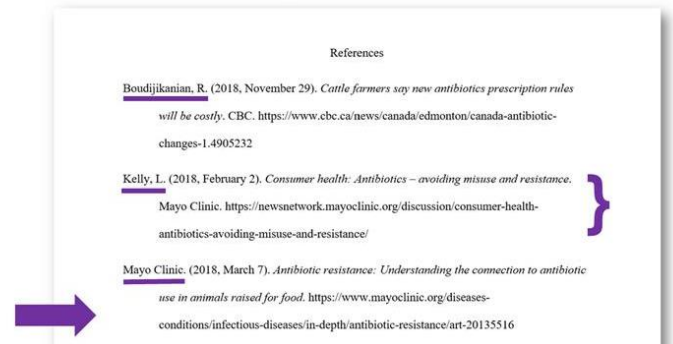 References
Boudijikanian, R. (2018, November 29). Cattle farmers say new antibiotics prescription rules
will be costly. CBC. https://www.cbc.ca/news/canada/edmonton/canada-antibiotic-
changes-1.4905232
Kelly, L. (2018, February 2). Consumer health: Antibiotics – avoiding misuse and resistance.
Mayo Clinic. https://newsnetwork.mayoclinic.org/discussion/consumer-health-
antibiotics-avoiding-misuse-and-resistance/
Mayo Clinic. (2018, March 7). Antibiotic resistance: Understanding the connection to antibiotic
use in animals raised for food. https://www.mayoclinic.org/diseases-
conditions/infectious-diseases/in-depth/antibiotic-resistance/art-20135516